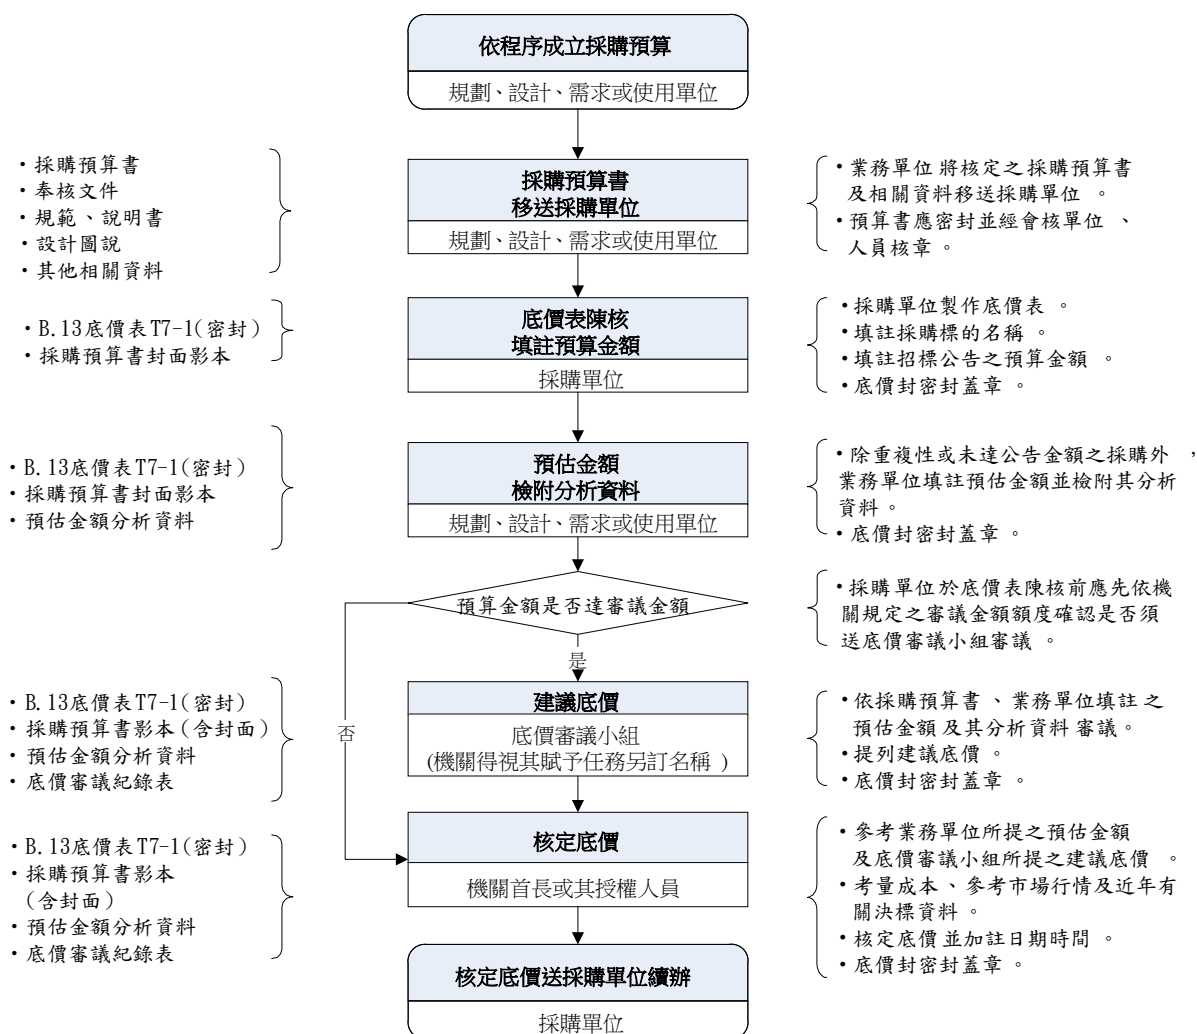 依程序成立採購預算
規劃、設計、需求或使用單位
・採購預算書
・奉核文件
・規範、說明書
・設計圖說
・其他相關資料
採購預算書
移送採購單位
規劃、設計、需求或使用單位
・業務單位 將核定之採購預算書
及相關資料移送採購單位 。
・預算書應密封並經會核單位 、
人員核章 。
・B.13底價表T7-1(密封)
・採購預算書封面影本
底價表陳核
填註預算金額
採購單位
・採購單位製作底價表 。
・填註採購標的名稱 。
・填註招標公告之預算金額 。
・底價封密封蓋章 。
・B.13底價表T7-1(密封)
・採購預算書封面影本
・預估金額分析資料
預估金額
檢附分析資料
規劃、設計、需求或使用單位
・除重複性或未達公告金額之採購外 ,
業務單位填註預估金額並檢附其分析
資料。
・底價封密封蓋章 。
預算金額是否達審議金額
・採購單位於底價表陳核前應先依機
關規定之審議金額額度確認是否須
送底價審議小組審議 。
是
否
・B.13底價表T7-1(密封)
・採購預算書影本(含封面)
・預估金額分析資料
・底價審議紀錄表
建議底價
底價審議小組
(機關得視其賦予任務另訂名稱 )
・依採購預算書 、業務單位填註 之
預估金額 及其分析資料 審議。
・提列建議底價 。
・底價封密封蓋章 。
・B.13底價表T7-1(密封)
・採購預算書影本
(含封面)
・預估金額分析資料
・底價審議紀錄表
核定底價
機關首長或其授權人員
・參考業務單位所提之預估金額
及底價審議小組所提之建議底價 。
・考量成本 、參考市場行情及近年有
關決標資料 。
・核定底價 並加註日期時間 。
・底價封密封蓋章 。
核定底價送採購單位續辦
採購單位